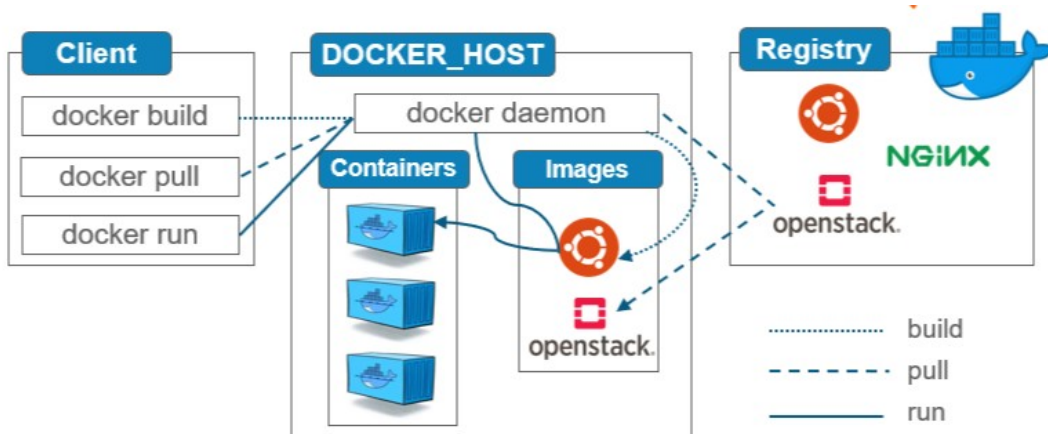 Client
docker build
docker pull
docker run
DOCKER_HOST
docker daemon
Containers
Images
openstack.
Registry
NGiNX
openstack.
build
pull
run